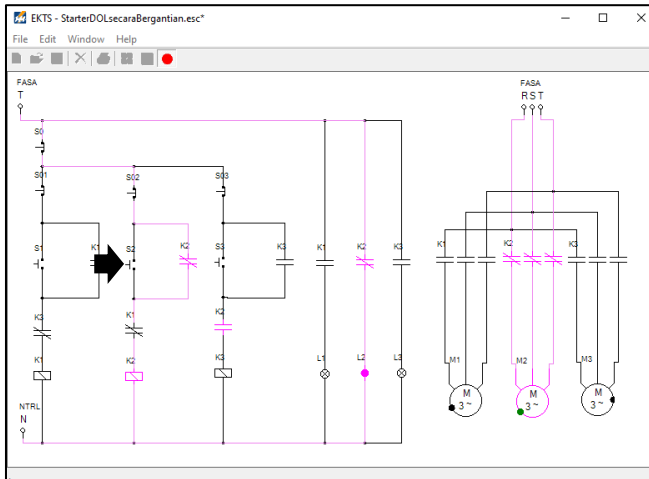 EKTS - StarterDOLsecaraBergantian.esc*
File Edit Window Help
FASA
T
FASA
R S T
S0
S01
S02
S03
S1
K1
S2
K2
S3
K3
K1
K2
K3
K1
K2
K3
K3
K1
K2
K1
K2
K3
L1
L2
L3
M1
M2
M3
M
3 ~
M
3 ~
M
3 ~
NTRL
N